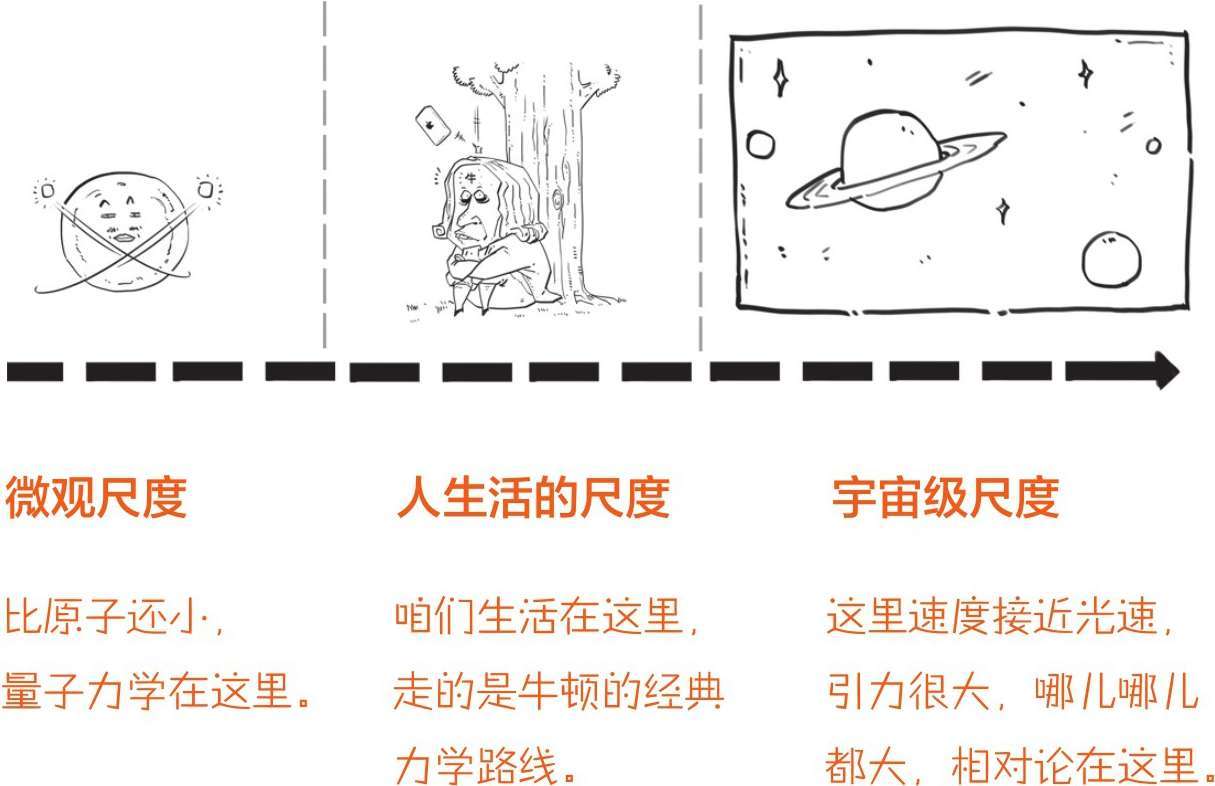 牛
微观尺度
比原子还小，
量子力学在这里。
人生活的尺度
咱们生活在这里，
走的是牛顿的经典
力学路线。
宇宙级尺度
这里速度接近光速，
引力很大，哪儿哪儿
都大，相对论在这里。